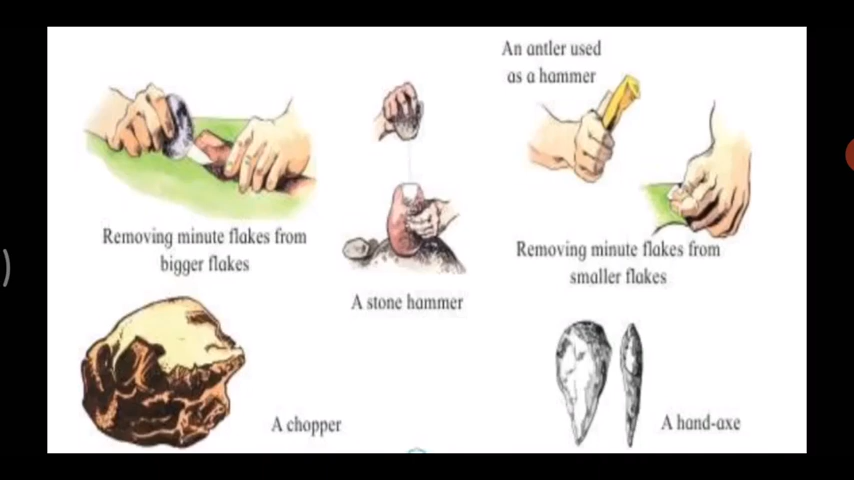 An antler used
as a hammer
Removing minute flakes from
bigger flakes
Removing minute flakes from
smaller flakes
A stone hammer
A chopper
A hand-axe